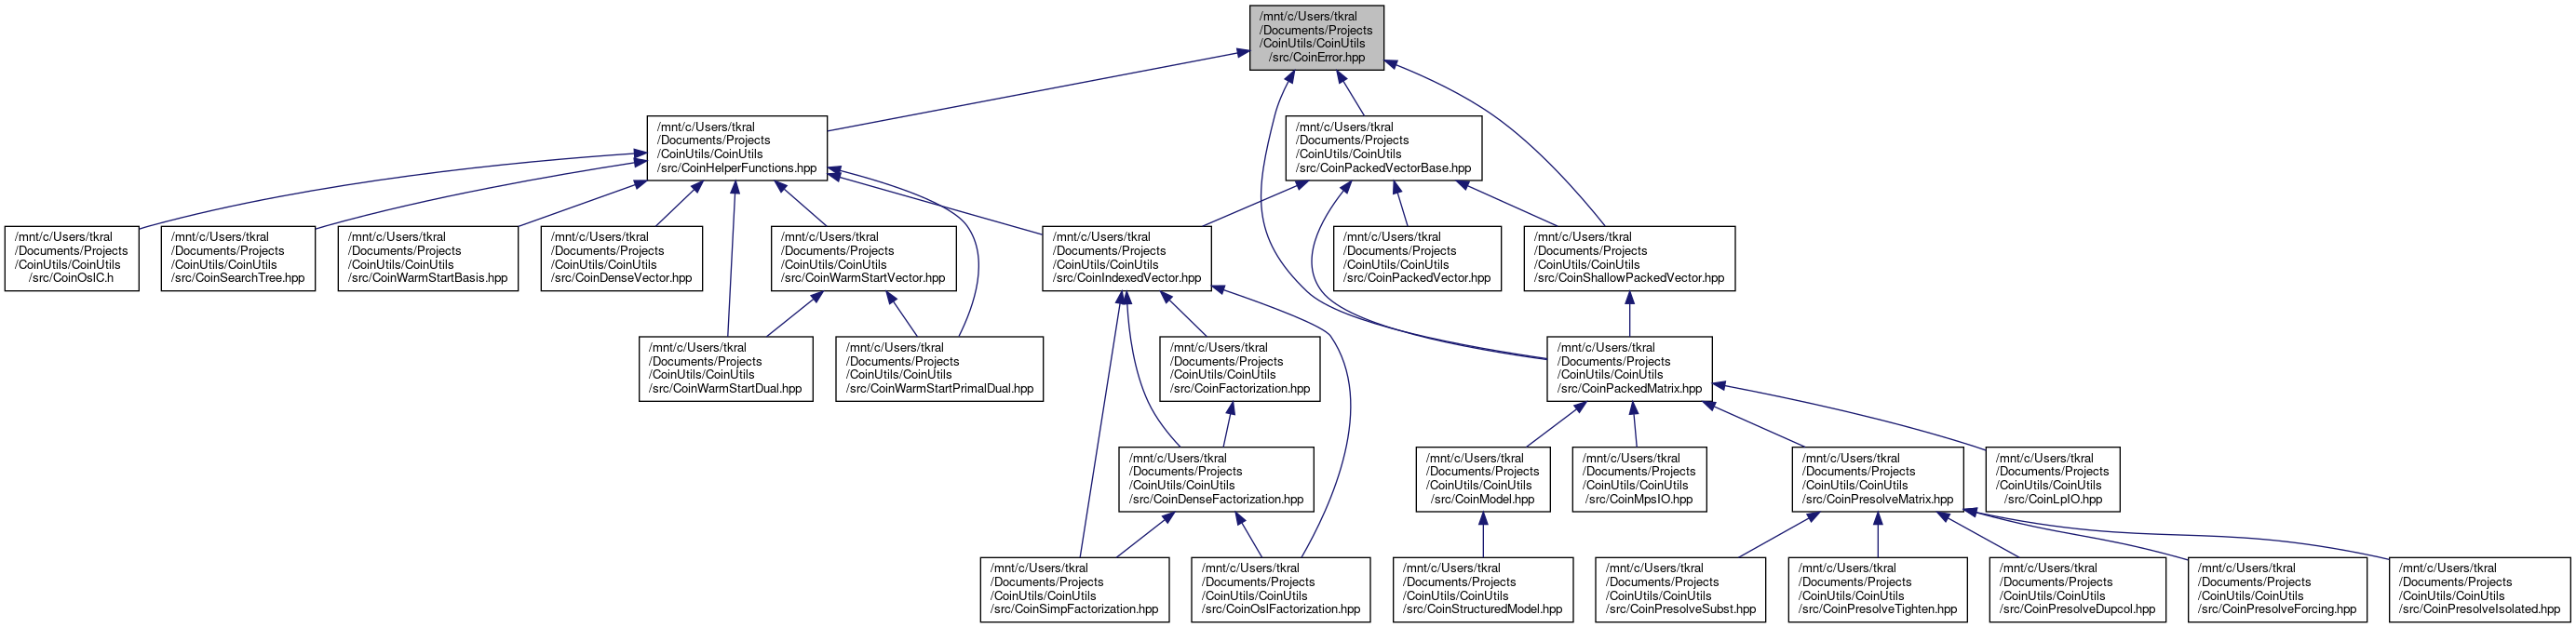 /mnt/c/Users/tkral
/Documents/Projects
/CoinUtils/CoinUtils
/src/CoinError.hpp
/mnt/c/Users/tkral
/Documents/Projects
/CoinUtils/CoinUtils
/src/CoinHelperFunctions.hpp
/mnt/c/Users/tkral
/Documents/Projects
/CoinUtils/CoinUtils
/src/CoinPackedVectorBase.hpp
/mnt/c/Users/tkral
/Documents/Projects
/CoinUtils/CoinUtils
/src/CoinOslC.h
/mnt/c/Users/tkral
/Documents/Projects
/CoinUtils/CoinUtils
/src/CoinSearchTree.hpp
/mnt/c/Users/tkral
/Documents/Projects
/CoinUtils/CoinUtils
/src/CoinWarmStartBasis.hpp
/mnt/c/Users/tkral
/Documents/Projects
/CoinUtils/CoinUtils
/src/CoinDenseVector.hpp
/mnt/c/Users/tkral
/Documents/Projects
/CoinUtils/CoinUtils
/src/CoinWarmStartVector.hpp
/mnt/c/Users/tkral
/Documents/Projects
/CoinUtils/CoinUtils
/src/CoinIndexedVector.hpp
/mnt/c/Users/tkral
/Documents/Projects
/CoinUtils/CoinUtils
/src/CoinPackedVector.hpp
/mnt/c/Users/tkral
/Documents/Projects
/CoinUtils/CoinUtils
/src/CoinShallowPackedVector.hpp
/mnt/c/Users/tkral
/Documents/Projects
/CoinUtils/CoinUtils
/src/CoinWarmStartDual.hpp
/mnt/c/Users/tkral
/Documents/Projects
/CoinUtils/CoinUtils
/src/CoinWarmStartPrimalDual.hpp
/mnt/c/Users/tkral
/Documents/Projects
/CoinUtils/CoinUtils
/src/CoinFactorization.hpp
/mnt/c/Users/tkral
/Documents/Projects
/CoinUtils/CoinUtils
/src/CoinPackedMatrix.hpp
/mnt/c/Users/tkral
/Documents/Projects
/CoinUtils/CoinUtils
/src/CoinDenseFactorization.hpp
/mnt/c/Users/tkral
/Documents/Projects
/CoinUtils/CoinUtils
/src/CoinModel.hpp
/mnt/c/Users/tkral
/Documents/Projects
/CoinUtils/CoinUtils
/src/CoinMpsIO.hpp
/mnt/c/Users/tkral
/Documents/Projects
/CoinUtils/CoinUtils
/src/CoinPresolveMatrix.hpp
/mnt/c/Users/tkral
/Documents/Projects
/CoinUtils/CoinUtils
/src/CoinLpIO.hpp
/mnt/c/Users/tkral
/Documents/Projects
/CoinUtils/CoinUtils
/src/CoinSimpFactorization.hpp
/mnt/c/Users/tkral
/Documents/Projects
/CoinUtils/CoinUtils
/src/CoinOslFactorization.hpp
/mnt/c/Users/tkral
/Documents/Projects
/CoinUtils/CoinUtils
/src/CoinStructuredModel.hpp
/mnt/c/Users/tkral
/Documents/Projects
/CoinUtils/CoinUtils
/src/CoinPresolveSubst.hpp
/mnt/c/Users/tkral
/Documents/Projects
/CoinUtils/CoinUtils
/src/CoinPresolveTighten.hpp
/mnt/c/Users/tkral
/Documents/Projects
/CoinUtils/CoinUtils
/src/CoinPresolveDupcol.hpp
/mnt/c/Users/tkral
/Documents/Projects
/CoinUtils/CoinUtils
/src/CoinPresolveForcing.hpp
/mnt/c/Users/tkral
/Documents/Projects
/CoinUtils/CoinUtils
/src/CoinPresolveIsolated.hpp